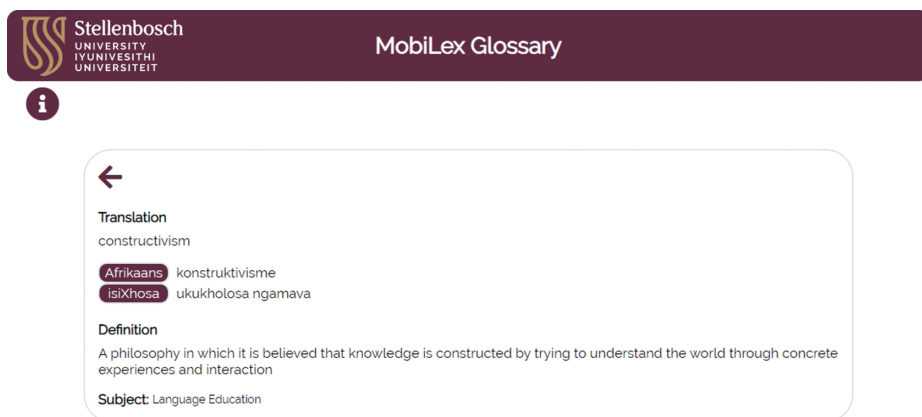 Stellenbosch
UNIVERSITY
IYUNIVESITHI
UNIVERSITEIT
MobiLex Glossary
Translation
constructivism
Afrikaans konstruktivisme
isiXhosa ukukholosa ngamava
Definition
A philosophy in which it is believed that knowledge is constructed by trying to understand the world through concrete
experiences and interaction
Subject: Language Education